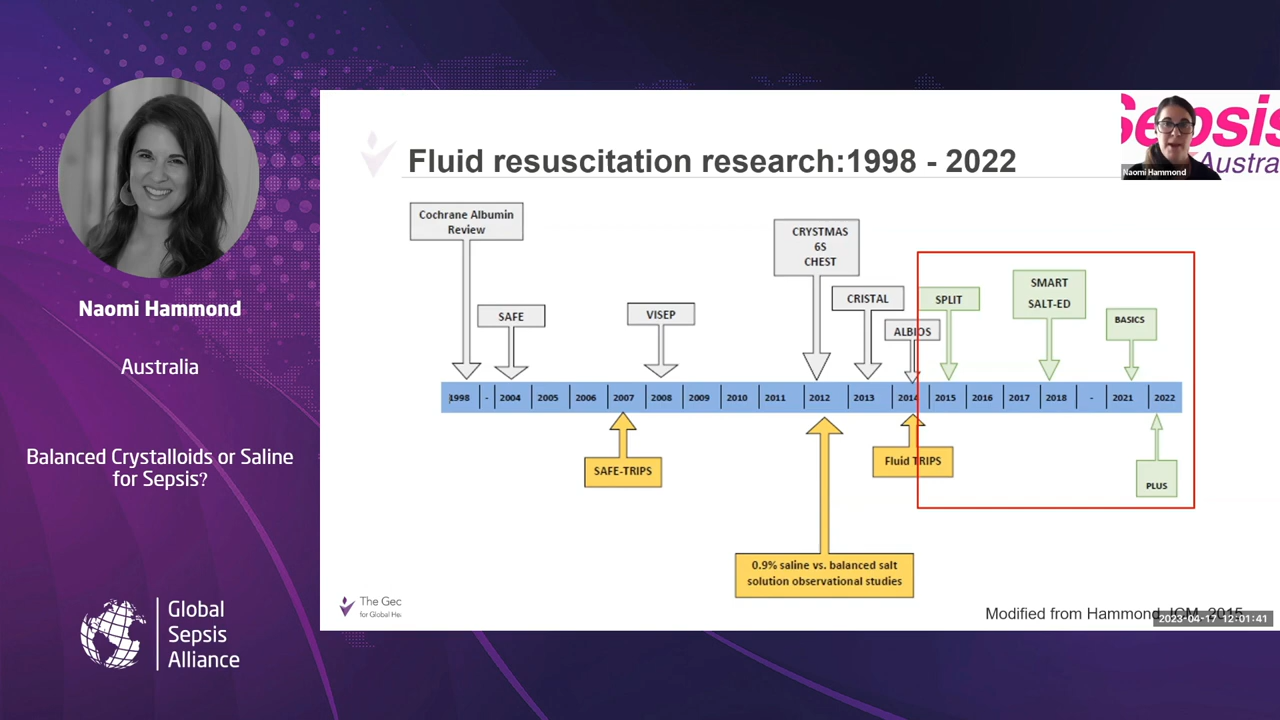 Naomi Hammond
Australia
Balanced Crystalloids or Saline
for Sepsis?
Global
Sepsis
Alliance
Fluid resuscitation research:1998 - 2022
Sepsis
Austra
Naomi Hammond
Cochrane Albumin
Review
SAFE
VISEP
CRYSTMAS
6S
CHEST
CRISTAL
ALBIOS
SPLIT
SMART
SALT-ED
BASICS
1998 - 2004 2005 2006 2007 2008 2009 2010 2011 2012 2013 2014 2015 2016 2017 2018 - 2021 2022
SAFE-TRIPS
Fluid TRIPS
PLUS
0.9% saline vs. balanced salt
solution observational studies
The Geo
for Global He
Modified from Hammond JCM, 2015
2023-04-17 12:01:41